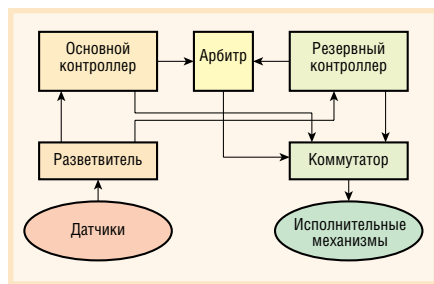 Основной
контроллер
Арбитр
Резервный
контроллер
Разветвитель
Коммутатор
Датчики
Исполнительные
механизмы